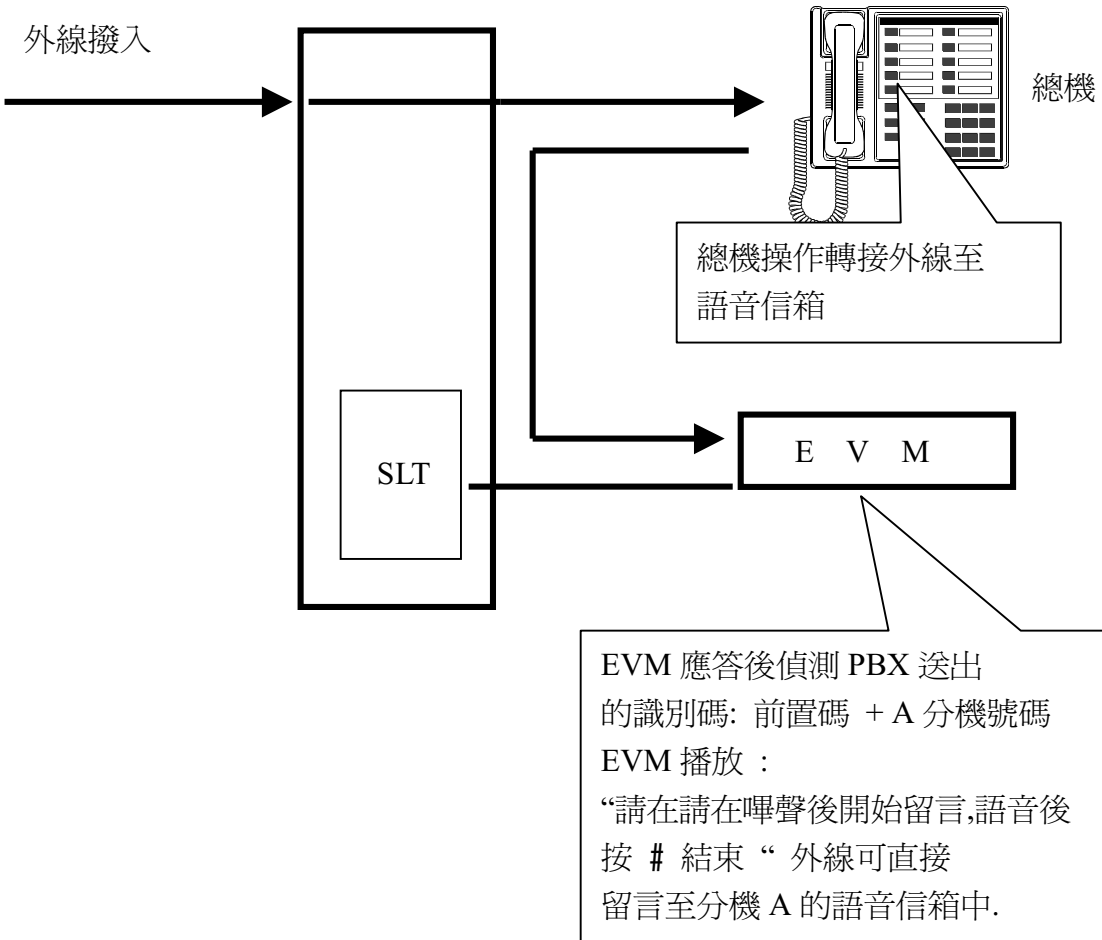 外線撥入
總機
總機操作轉接外線至
語音信箱
E V M
SLT
EVM 應答後偵測 PBX 送出
的識別碼: 前置碼 + A 分機號碼
EVM 播放 :
“請在請在嗶聲後開始留言,語音後
按 # 結束 “ 外線可直接
留言至分機 A 的語音信箱中.